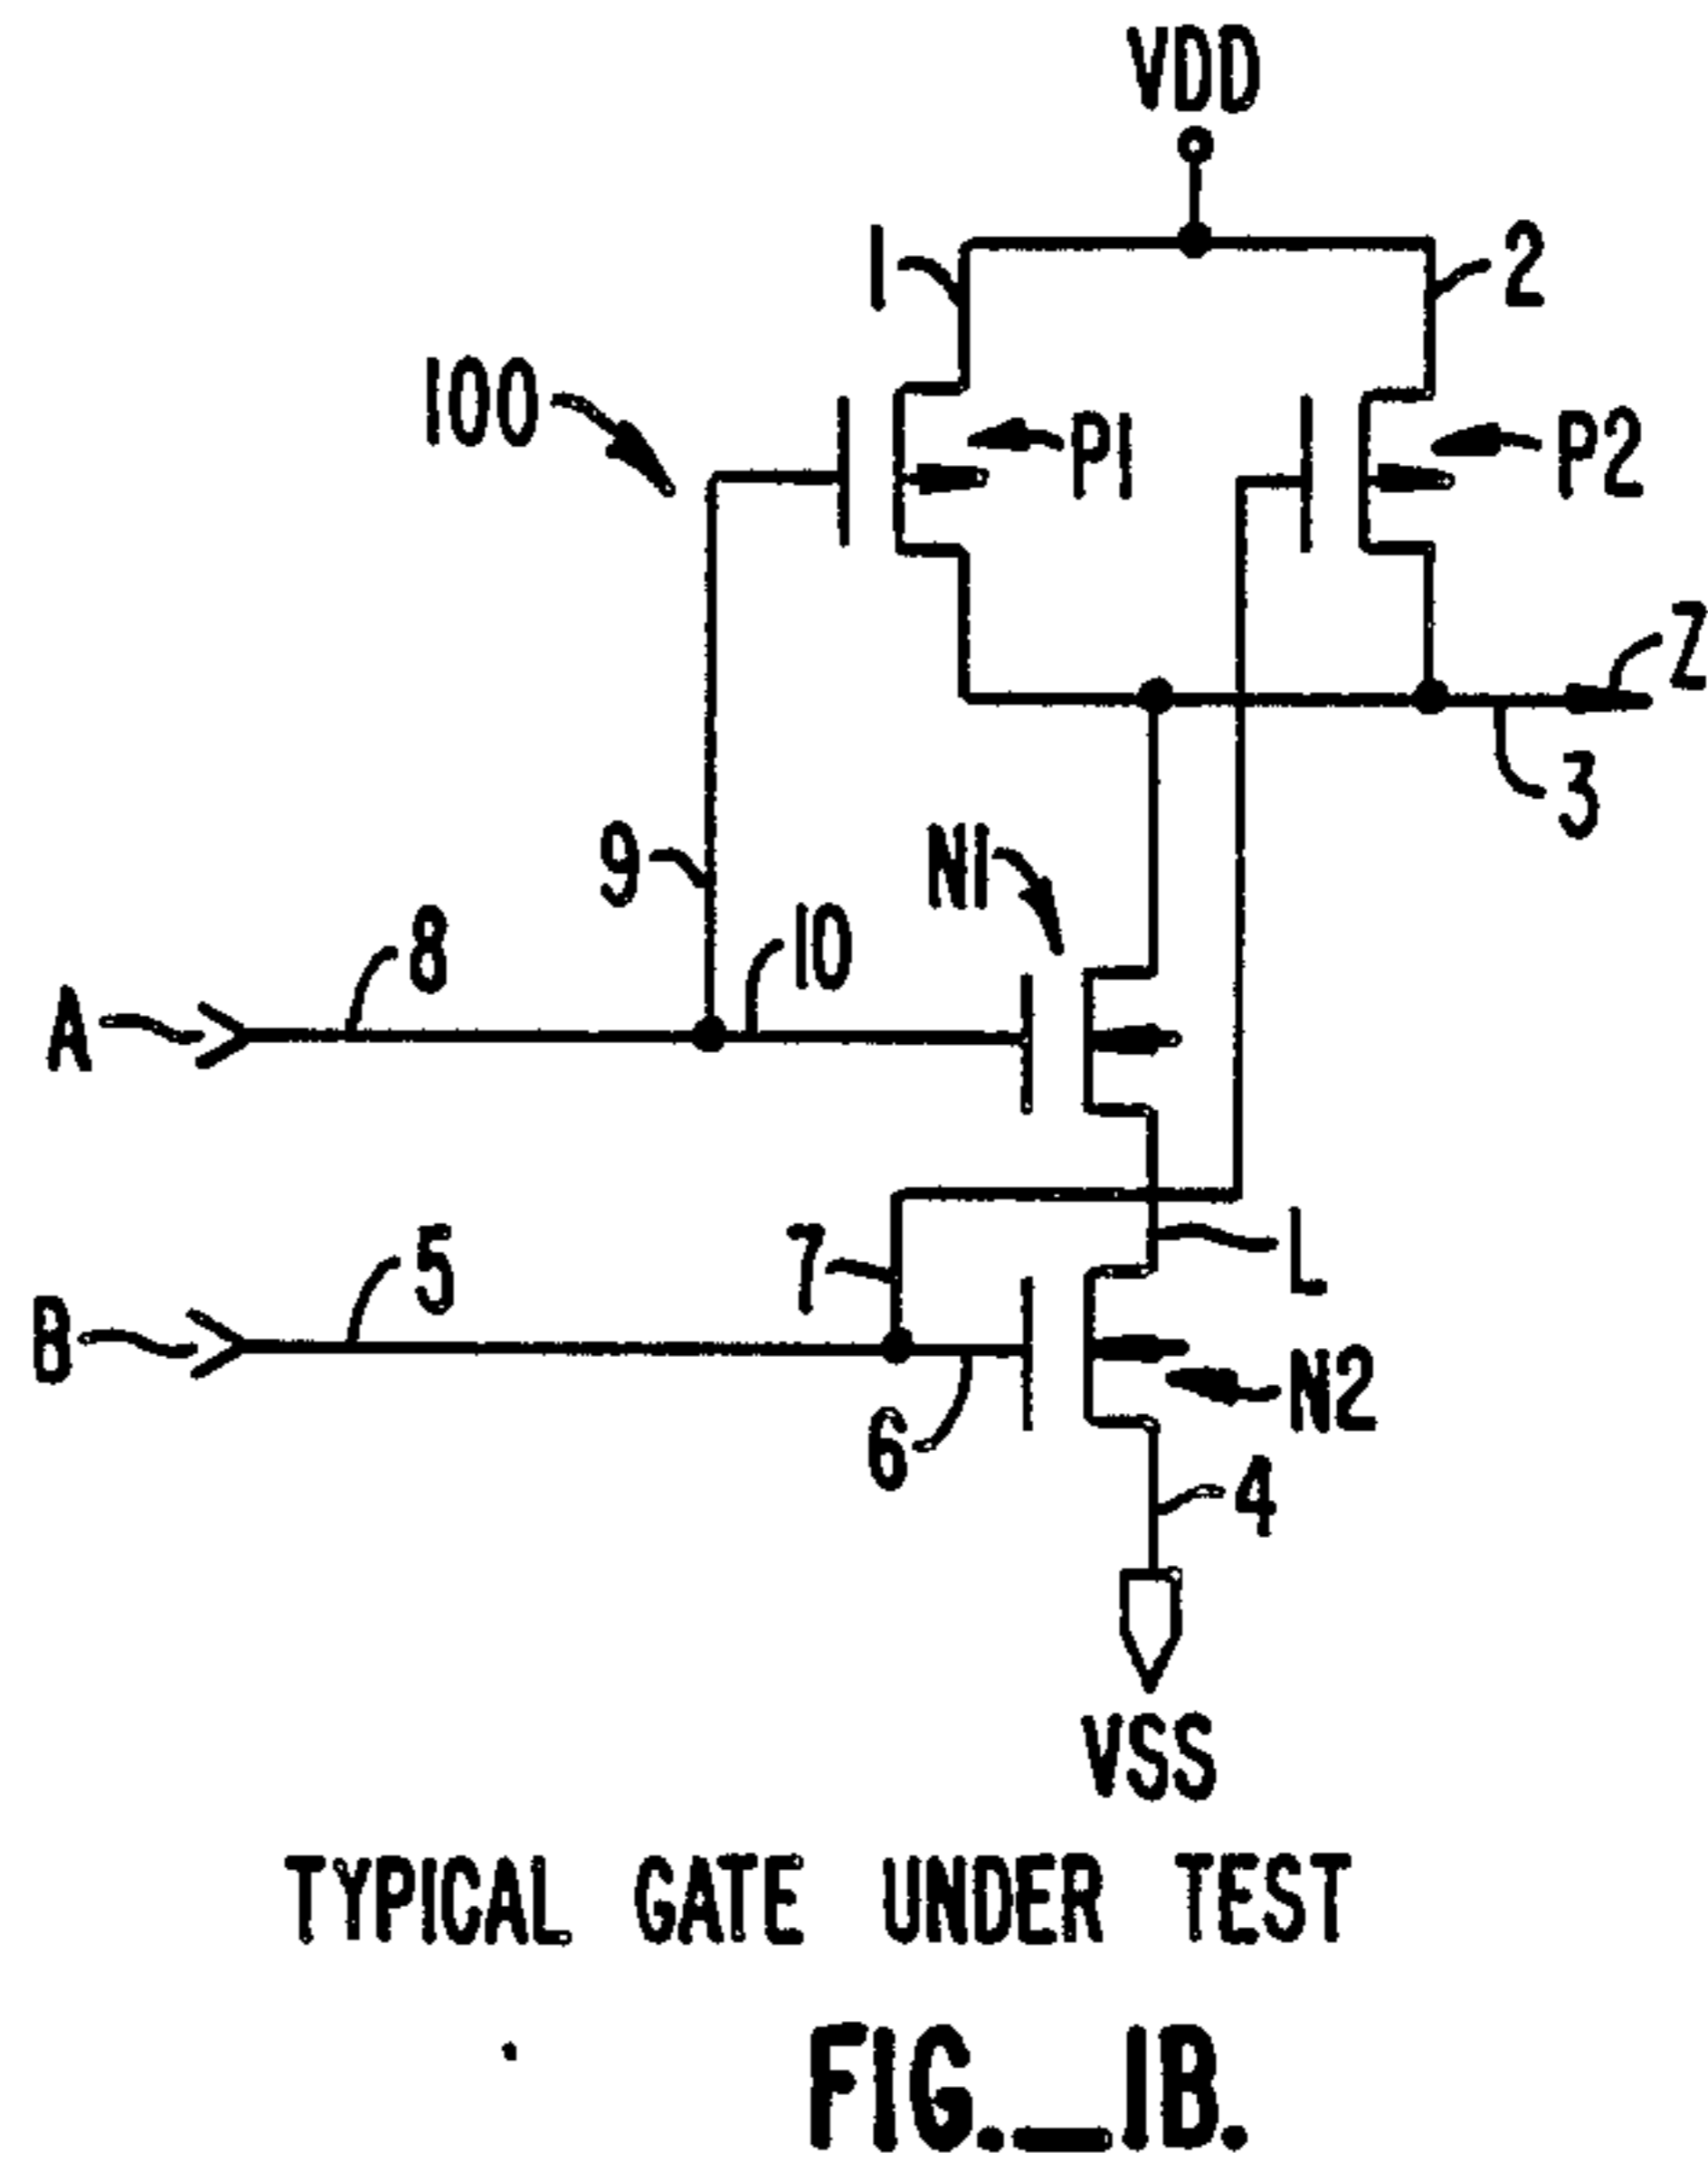 VDD
1
2
100
P1
P2
Z
3
9
N1
8
10
A
5
7
L
B
N2
6
4
VSS
TYPICAL GATE UNDER TEST
FIG._1B.